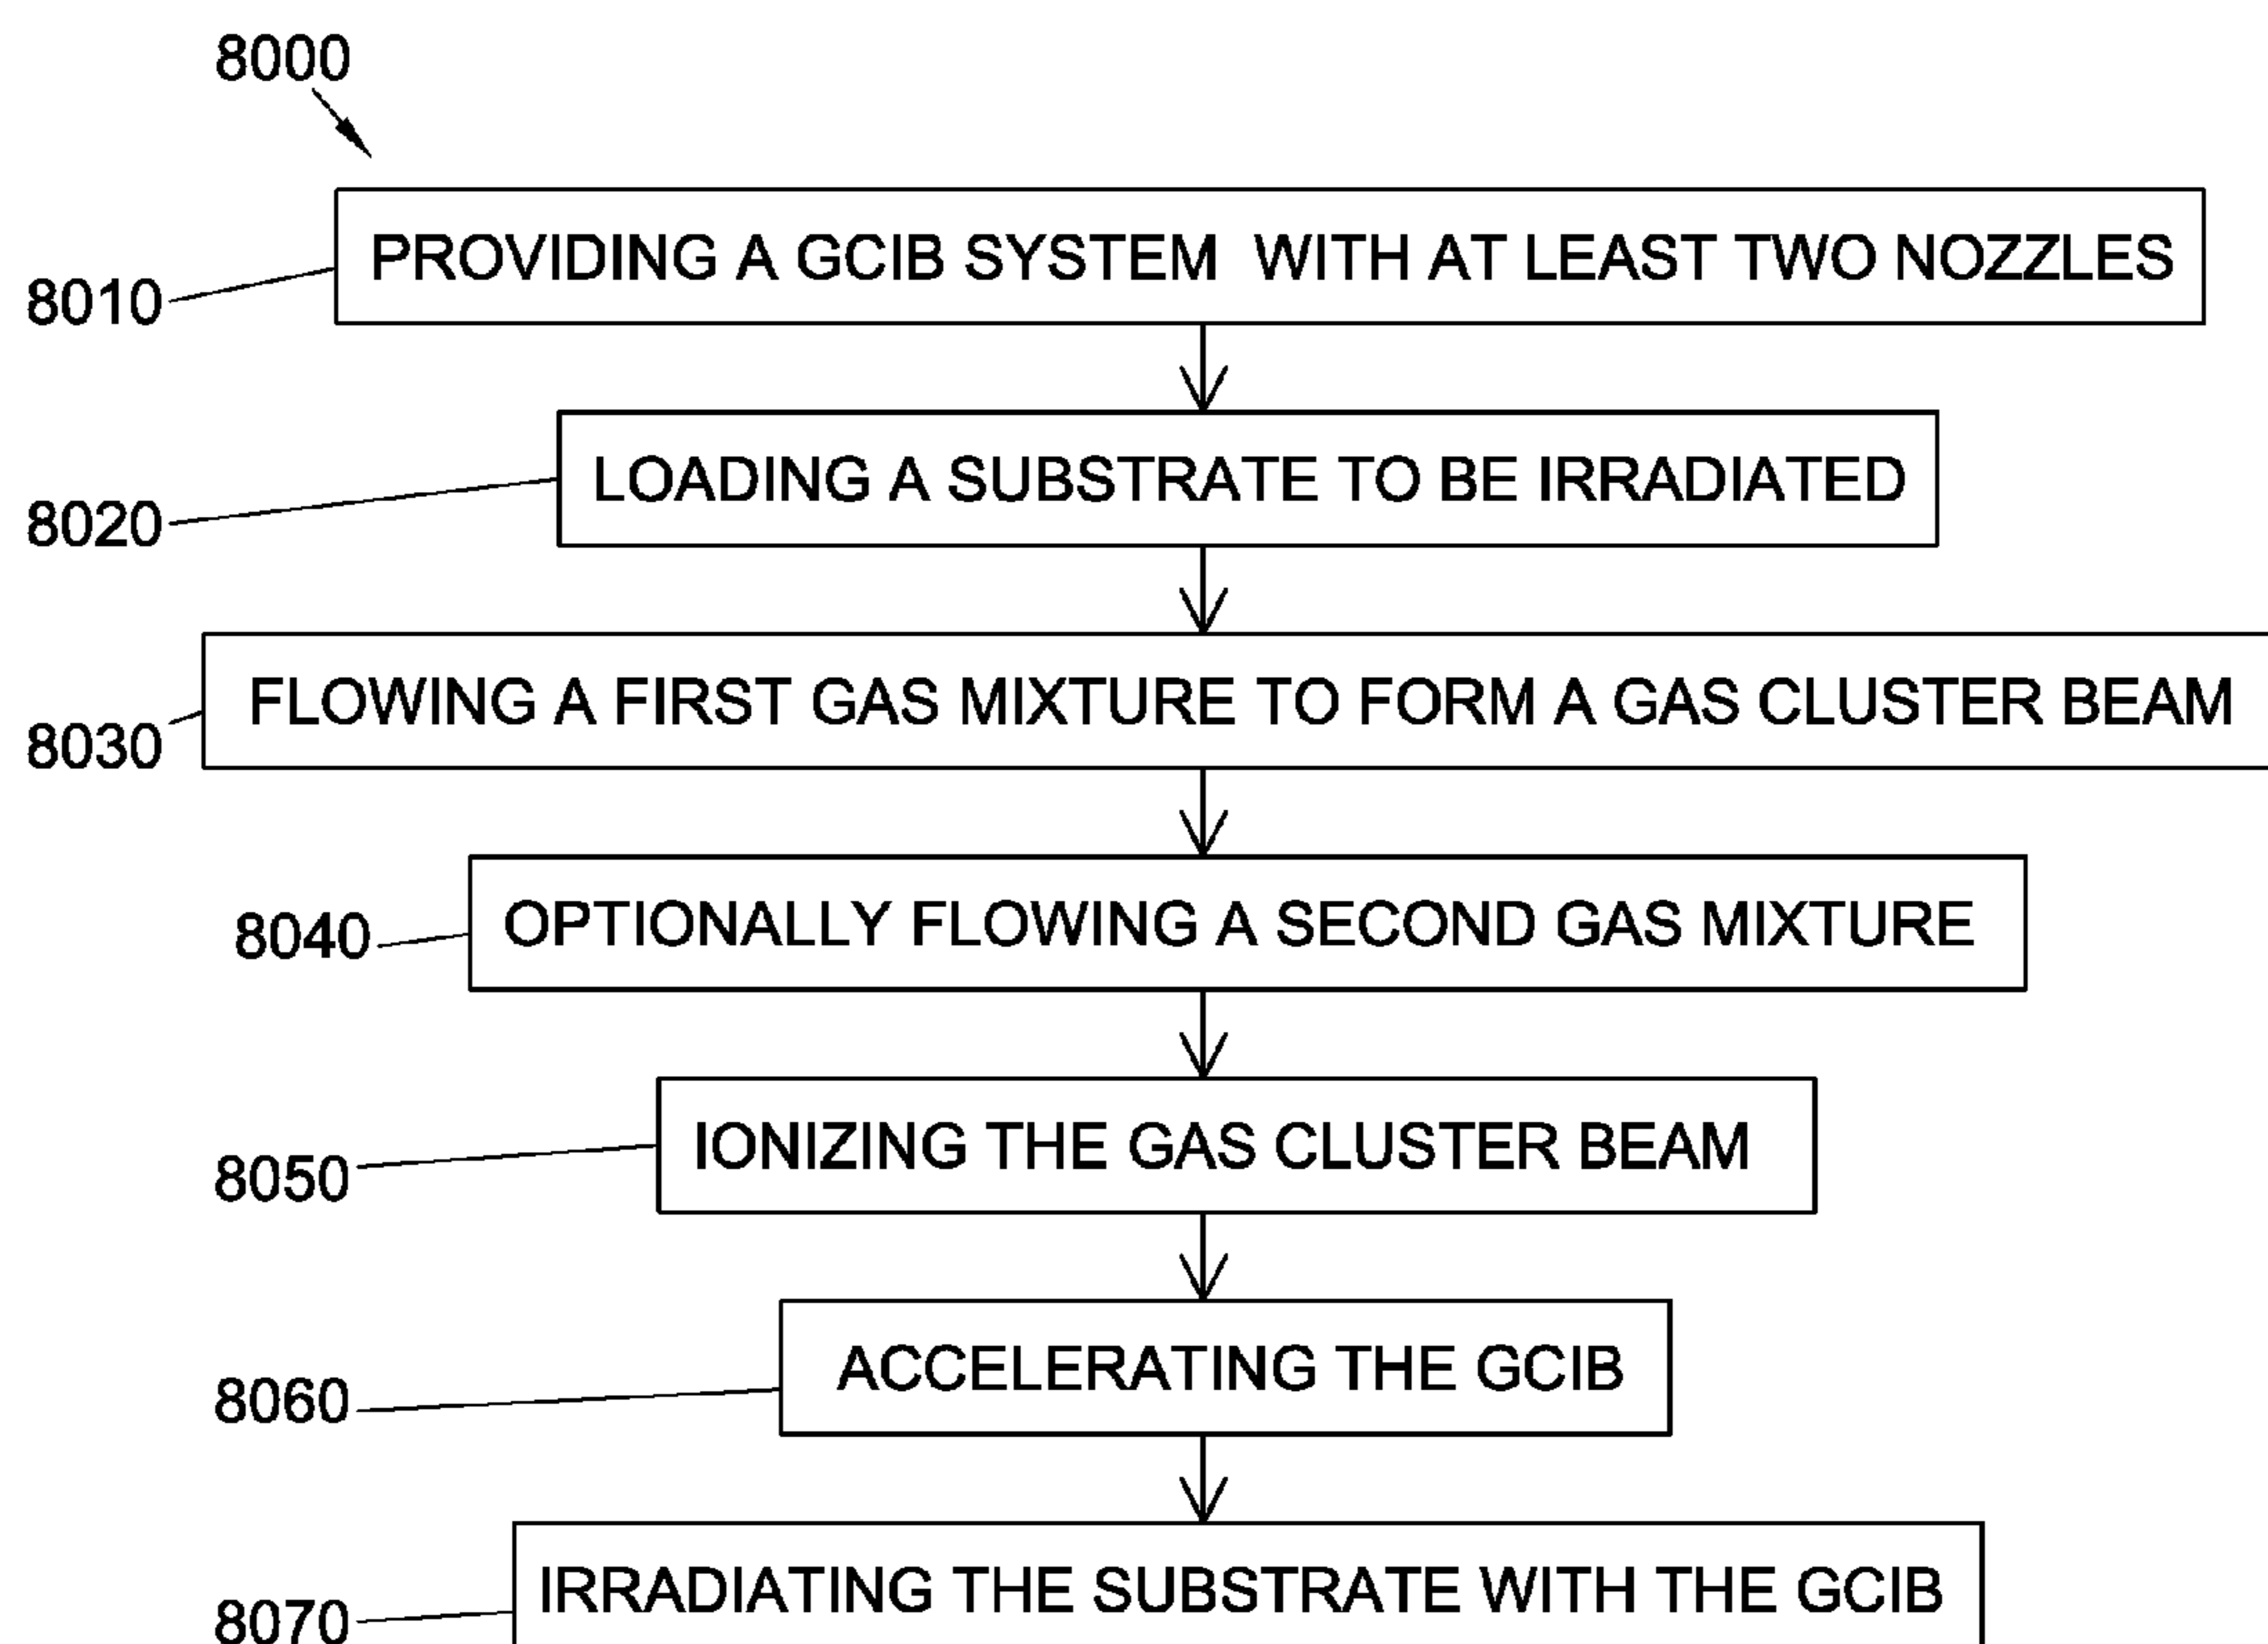 8000
PROVIDING A GCIB SYSTEM WITH AT LEAST TWO NOZZLES
8010
LOADING A SUBSTRATE TO BE IRRADIATED
8020
FLOWING A FIRST GAS MIXTURE TO FORM A GAS CLUSTER BEAM
8030
OPTIONALLY FLOWING A SECOND GAS MIXTURE
8040
IONIZING THE GAS CLUSTER BEAM
8050
ACCELERATING THE GCIB
8060
IRRADIATING THE SUBSTRATE WITH THE GCIB
8070